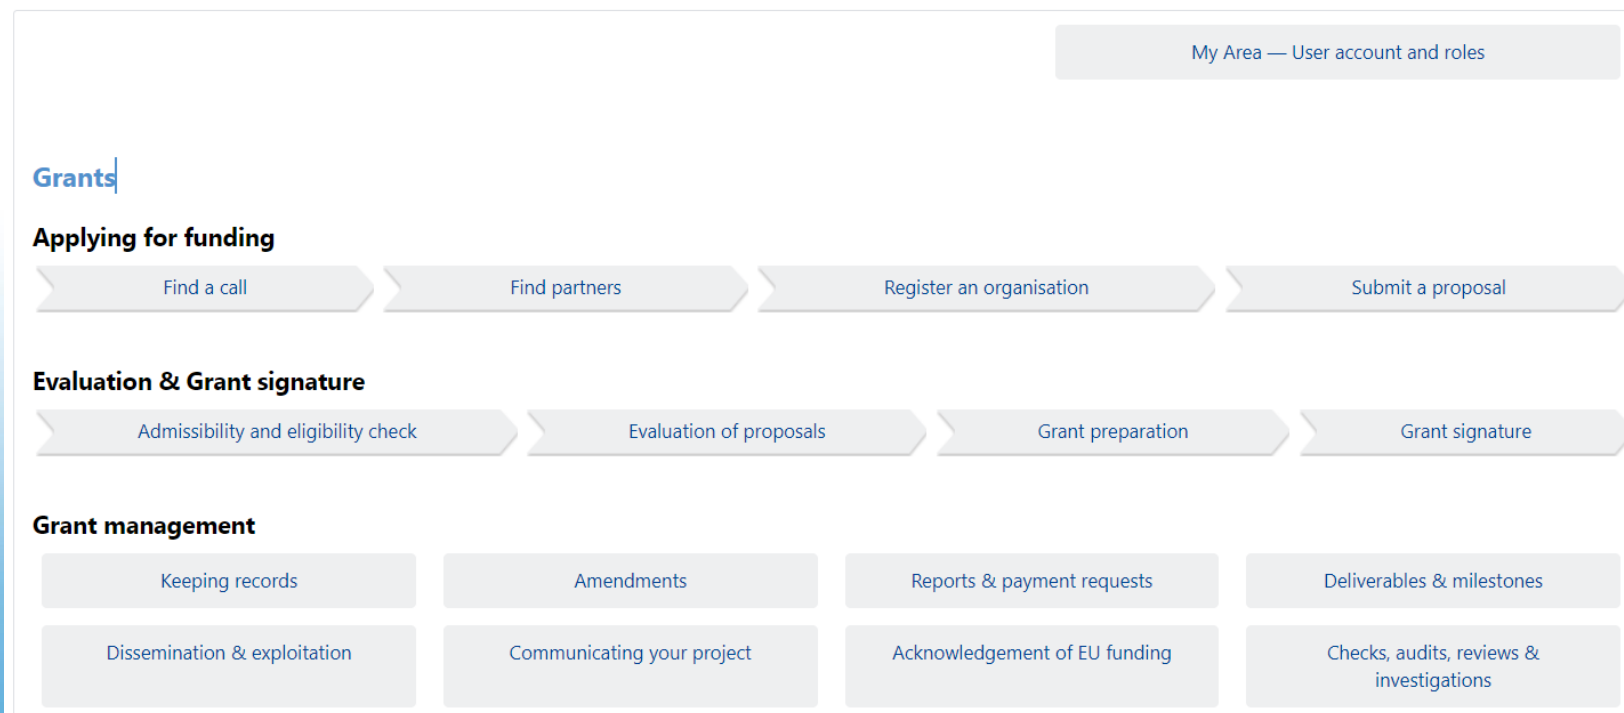 My Area — User account and roles
Grants
Applying for funding
Find a call
Find partners
Register an organisation
Submit a proposal
Evaluation & Grant signature
Admissibility and eligibility check
Evaluation of proposals
Grant preparation
Grant signature
Grant management
Keeping records
Amendments
Reports & payment requests
Deliverables & milestones
Dissemination & exploitation
Communicating your project
Acknowledgement of EU funding
Checks, audits, reviews &
investigations